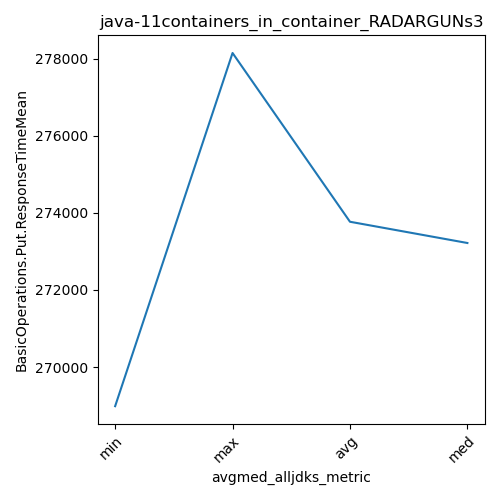 java-11containers_in_container_RADARGUNs3
BasicOperations.Put.ResponseTimeMean
278000
276000
274000
272000
270000
min
max
avg
med
avgmed_alljdks_metric